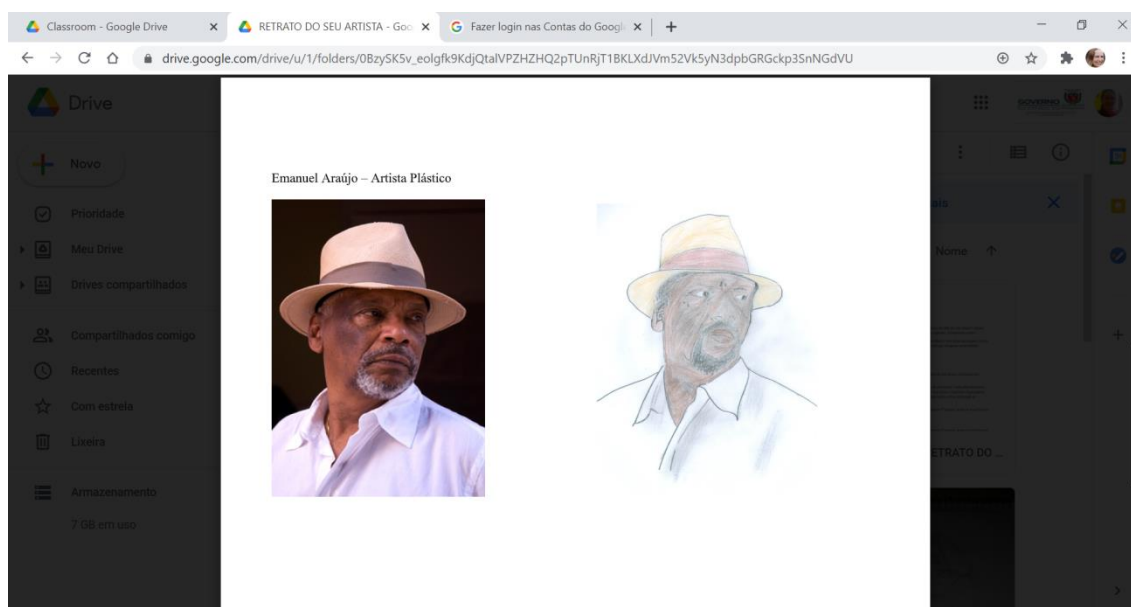 Classroom - Google Drive
RETRATO DO SEU ARTISTA - Goo
Fazer login nas Contas do Googl
drive.google.com/drive/u/1/folders/0BzySK5v_eolgfk9KdjQtalVPZHZHQ2pTUnRjT1BKLXdJVm52Vk5yN3dpbGRGckp3SnNGdVU
Drive
GOVERNO
Novo
Prioridade
Meu Drive
Drives compartilhados
Compartilhados comigo
Recentes
Com estrela
Lixeira
Armazenamento
7 GB em uso
Emanuel Araújo – Artista Plástico
ais
Nome
ETRATO DO ...